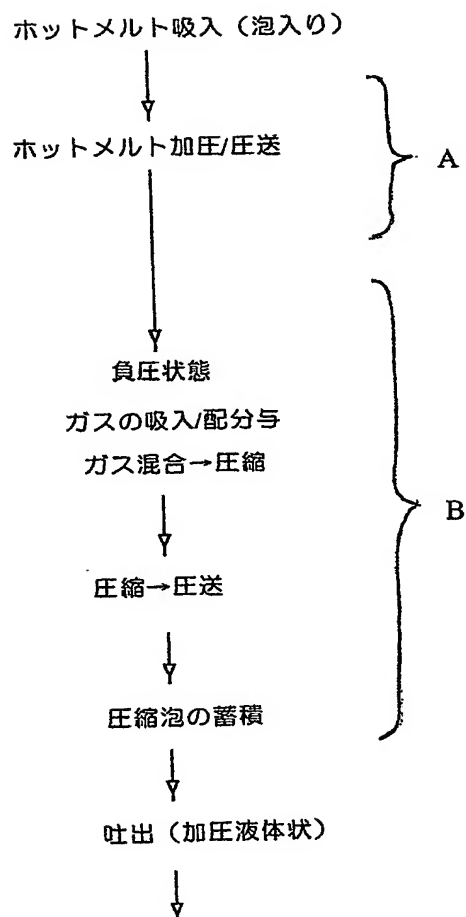 ホットメルト吸入（泡入り）
ホットメルト加圧/圧送
A
負圧状態
ガスの吸入/配分与
ガス混合→圧縮
B
圧縮→圧送
圧縮泡の蓄積
吐出（加圧液体状）